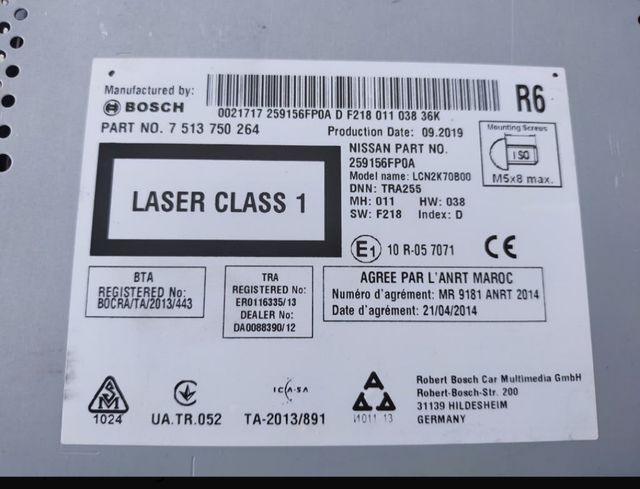 Manufactured by:
BOSCH
0021717 259156FP0A D F218 011 038 36K
R6
PART NO. 7 513 750 264
Production Date: 09.2019
LASER CLASS 1
NISSAN PART NO.
259156FP0A
Model name: LCN2K70B00
DNN: TRA255
MH: 011 HW: 038
SW: F218 Index: D
Mounting Screws
ISO
M5x8 max.
E1 10 R-05 7071
CE
BTA
REGISTERED No:
BOCRA/TA/2013/443
TRA
REGISTERED No:
ER0116335/13
DEALER No:
DA0088390/12
AGREE PAR L'ANRT MAROC
Numéro d'agrément: MR 9181 ANRT 2014
Date d'agrément: 21/04/2014
1024
UA.TR.052
ICASA
TA-2013/891
И011 13
Robert Bosch Car Multimedia GmbH
Robert-Bosch-Str. 200
31139 HILDESHEIM
GERMANY